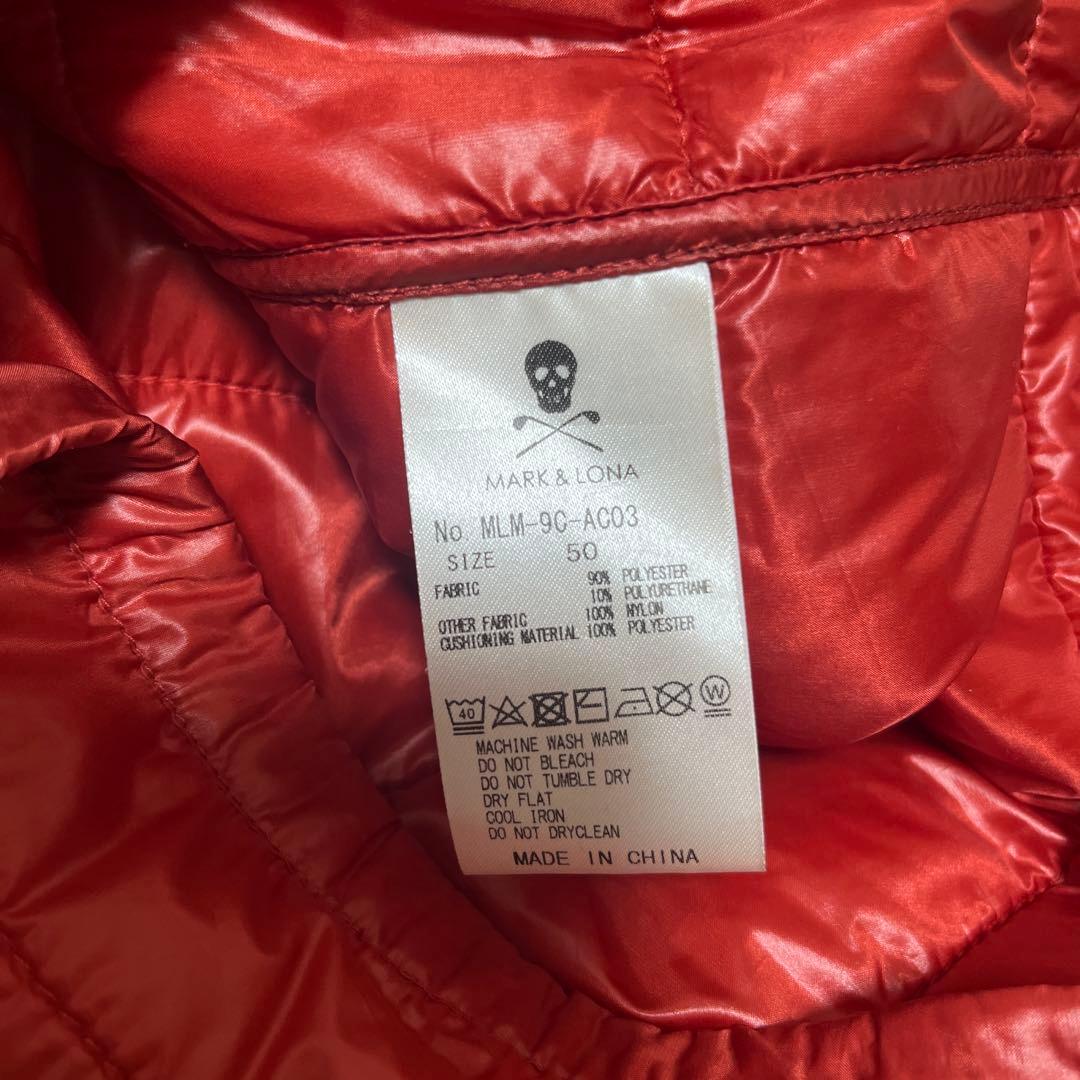 MARK & LONA
No MLM-9C-AC03
SIZE 50
FABRIC 90% POLYESTER
10% POLYURETHANE
OTHER FABRIC 100% NYLON
CUSHIONING MATERIAL 100% POLYESTER
40 W
MACHINE WASH WARM
DO NOT BLEACH
DO NOT TUMBLE DRY
DRY FLAT
COOL IRON
DO NOT DRYCLEAN
MADE IN CHINA